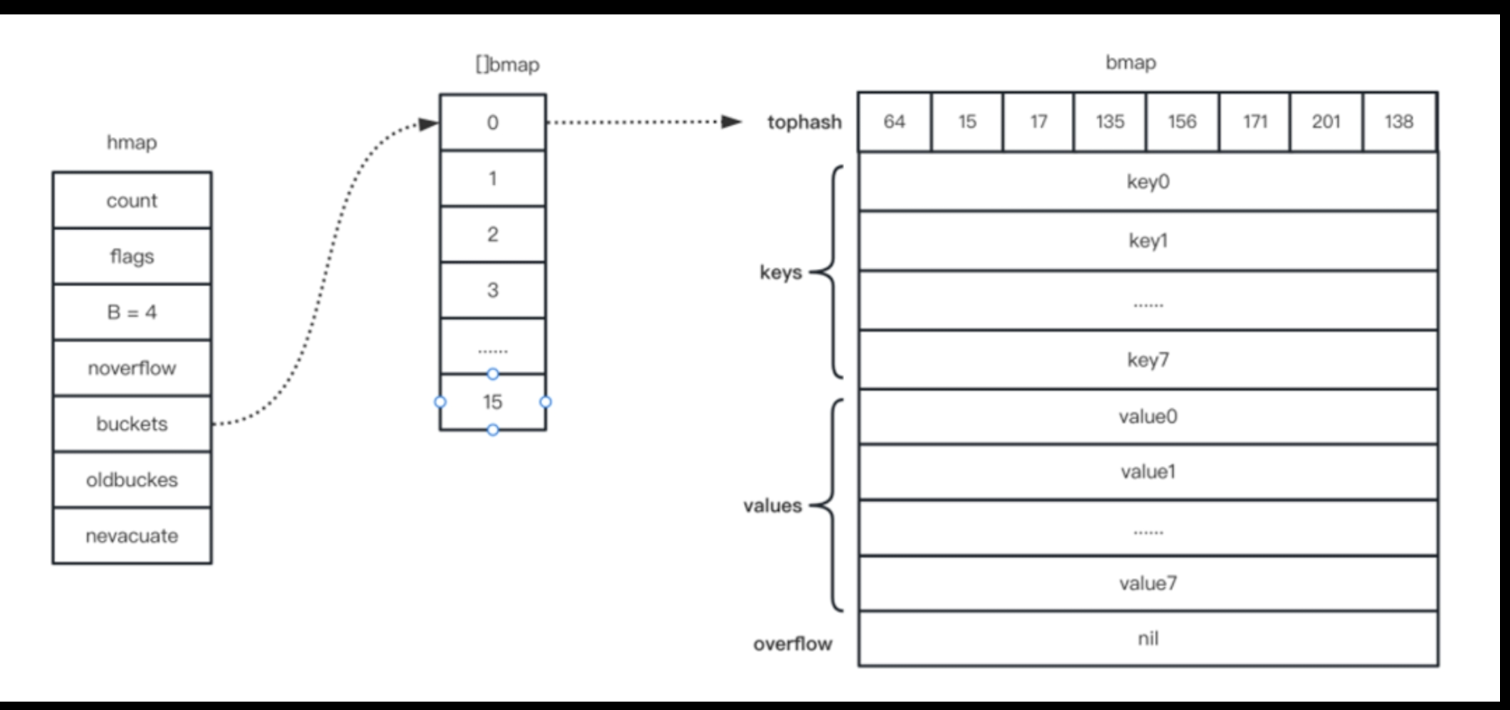 hmap
count
flags
B = 4
noverflow
buckets
oldbuckes
nevacuate
[]bmap
0
1
2
3
......
15
bmap
tophash 64 15 17 135 156 171 201 138
keys
key0
key1
......
key7
values
value0
value1
......
value7
overflow nil